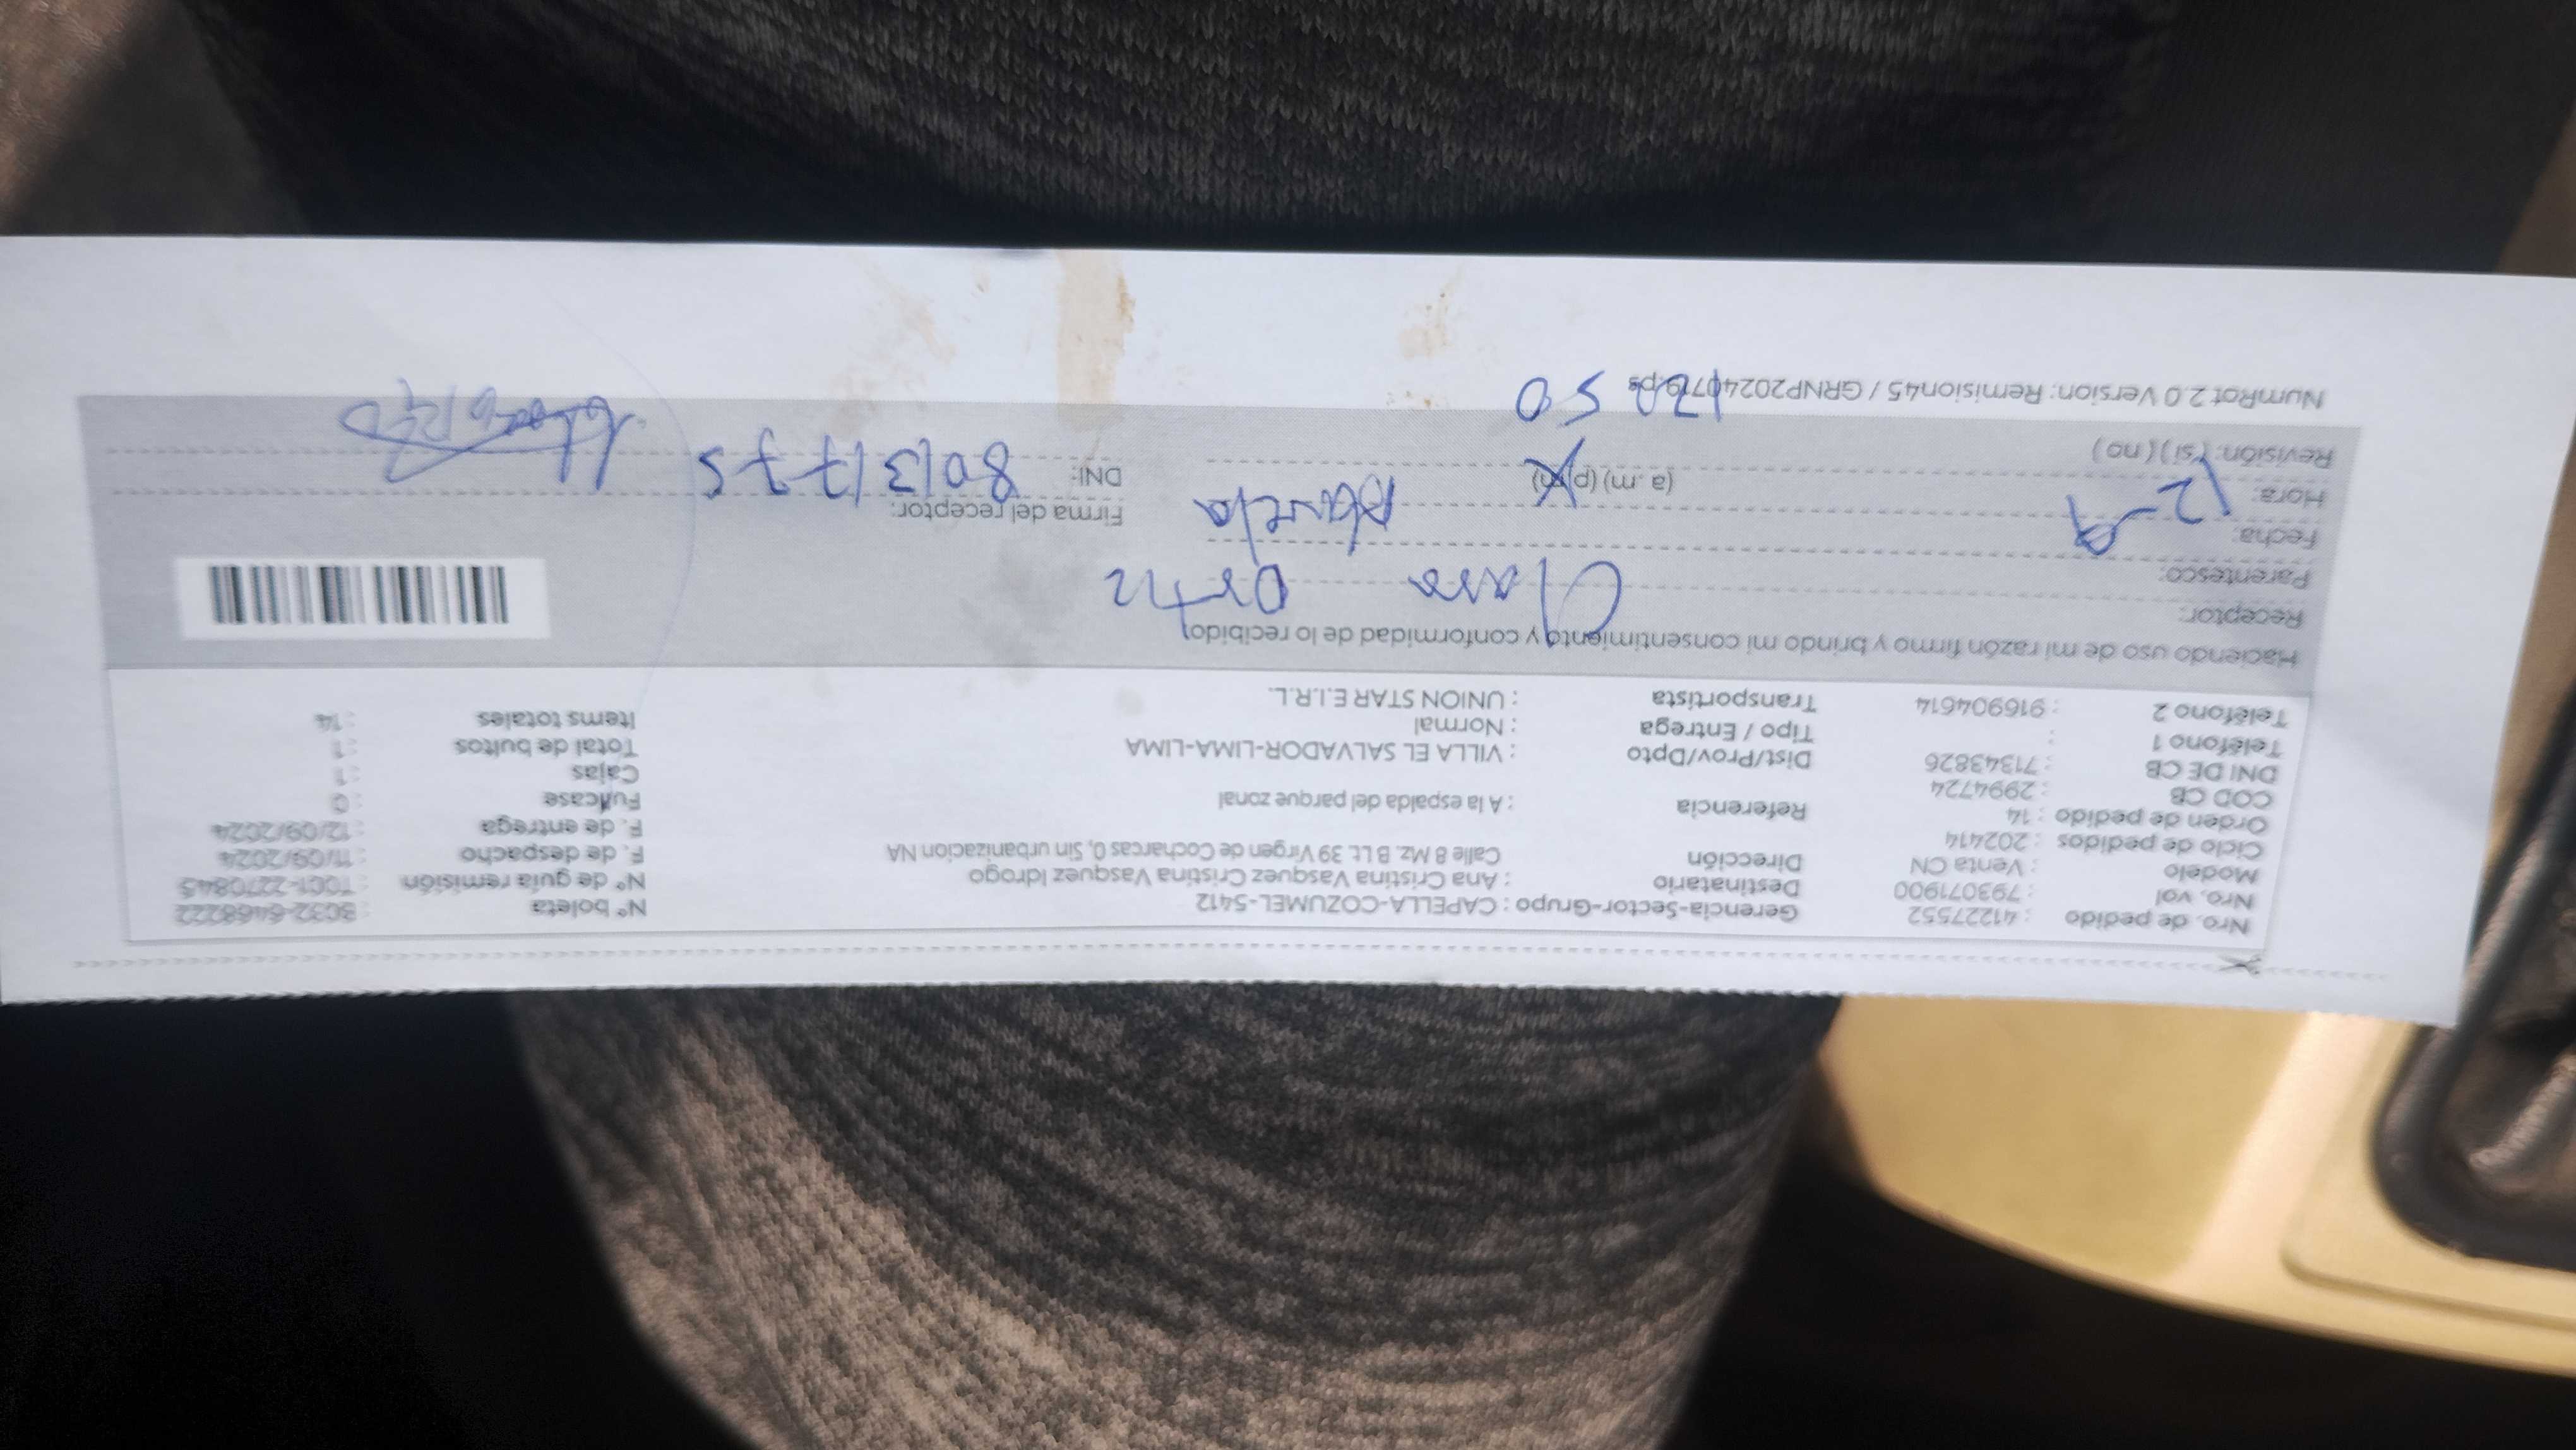 Nro. de pedido : 41227552 Gerencia-Sector-Grupo : CAPELLA-COZUMEL-5412 N° boleta : BC32-6468222
Nro. vol : 793071900 Destinatario : Ana Cristina Vasquez Cristina Vasquez Idrogo N° de guía remisión : T001-2270845
Modelo : Venta CN Dirección Calle 8 Mz. B Lt. 39 Virgen de Cocharcas 0, Sin urbanizacion NA F. de despacho : 11/09/2024
Ciclo de pedidos : 202414 F. de entrega : 12/09/2024
Orden de pedido : 14 Referencia : A la espalda del parque zonal Fullcase : 0
COD CB : 2994724 Cajas : 1
DNI DE CB : 71343826 Dist/Prov/Dpto : VILLA EL SALVADOR-LIMA-LIMA Total de bultos : 1
Teléfono 1 : Tipo / Entrega : Normal Items totales : 14
Teléfono 2 : 916904614 Transportista : UNION STAR E.I.R.L.
Haciendo uso de mi razón firmo y brindo mi consentimiento y conformidad de lo recibido
Receptor: Clara Ortiz
Parentesco: Abuela
Fecha: 12-9
Hora: (a. m) (p. m) Firma del receptor:
Revisión: (si) (no) DNI: 80131775
NumRot 2.0 Version: Remision45 / GRNP20240719.ps